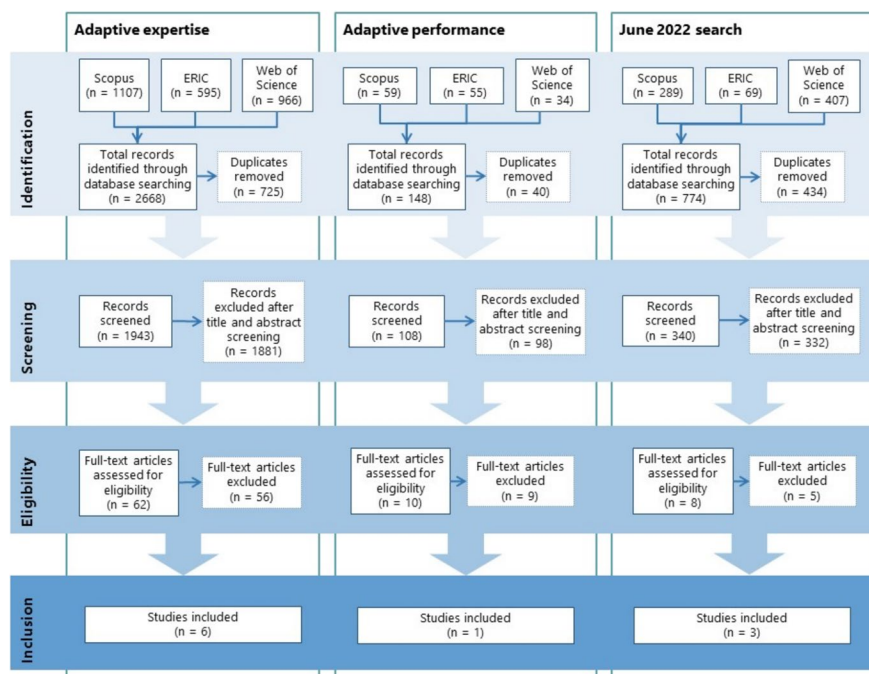 Adaptive expertise
Adaptive performance
June 2022 search
Identification
Scopus
(n = 1107)
ERIC
(n = 595)
Web of
Science
(n = 966)
Total records
identified through
database searching
(n = 2668)
Duplicates
removed
(n = 725)
Scopus
(n = 59)
ERIC
(n = 55)
Web of
Science
(n = 34)
Total records
identified through
database searching
(n = 148)
Duplicates
removed
(n = 40)
Scopus
(n = 289)
ERIC
(n = 69)
Web of
Science
(n = 407)
Total records
identified through
database searching
(n = 774)
Duplicates
removed
(n = 434)
Screening
Records
screened
(n = 1943)
Records
excluded after
title and abstract
screening
(n = 1881)
Records
screened
(n = 108)
Records excluded
after title and
abstract screening
(n = 98)
Records
screened
(n = 340)
Records excluded
after title and
abstract screening
(n = 332)
Eligibility
Full-text articles
assessed for
eligibility
(n = 62)
Full-text articles
excluded
(n = 56)
Full-text articles
assessed for
eligibility
(n = 10)
Full-text articles
excluded
(n = 9)
Full-text articles
assessed for
eligibility
(n = 8)
Full-text articles
excluded
(n = 5)
Inclusion
Studies included
(n = 6)
Studies included
(n = 1)
Studies included
(n = 3)